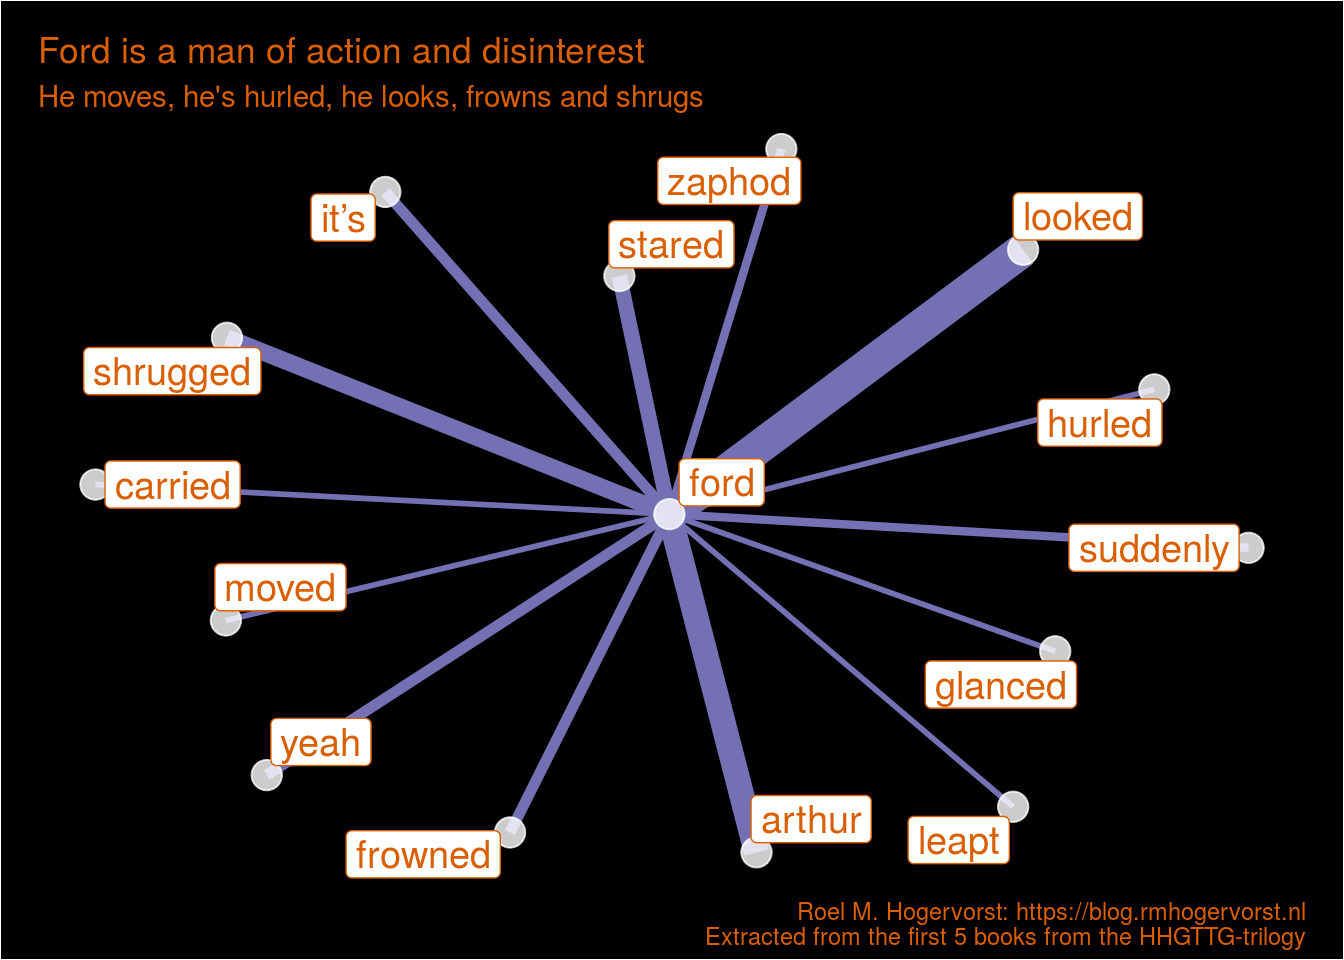 Ford is a man of action and disinterest
He moves, he's hurled, he looks, frowns and shrugs
zaphod
it’s
looked
stared
shrugged
hurled
carried
ford
suddenly
moved
glanced
yeah
arthur
leapt
frowned
Roel M. Hogervorst: https://blog.rmhogervorst.nl
Extracted from the first 5 books from the HHGTTG-trilogy